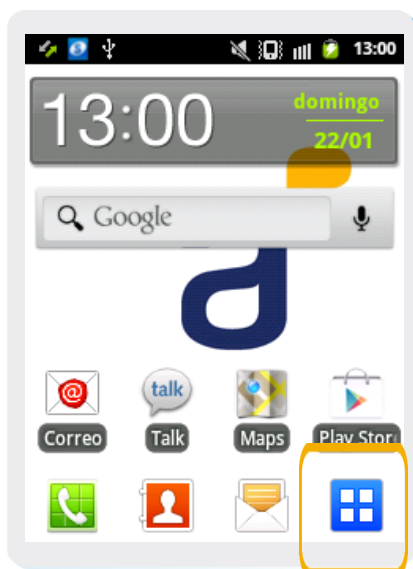 13:00
13:00
domingo
22/01
Google
talk
@
Correo
Talk
Maps
Play Stor